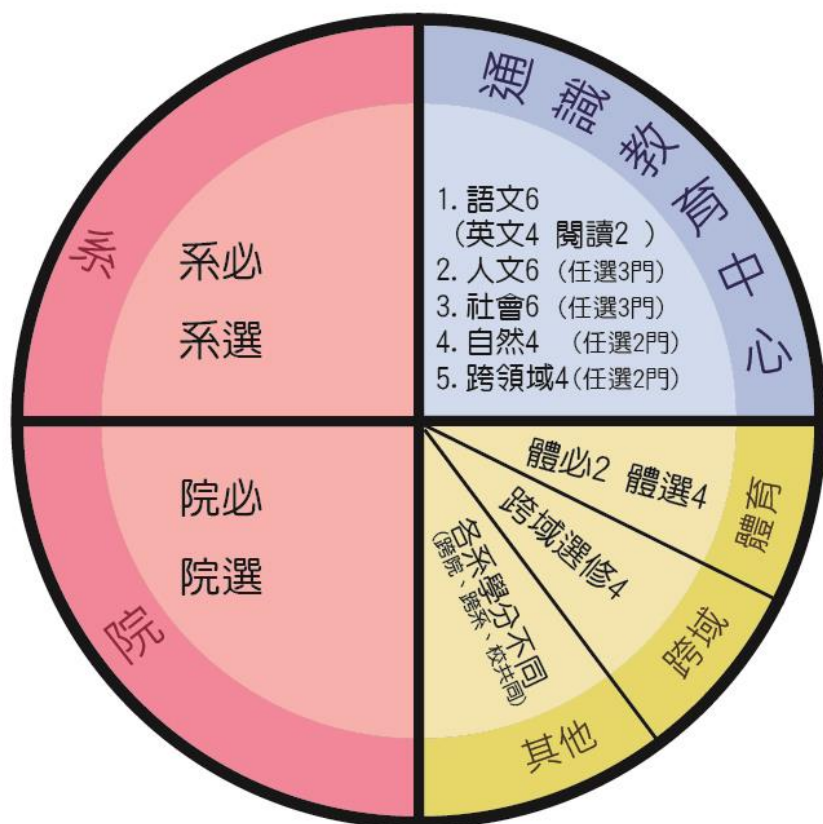 系
系必
系選
通識教育中心
1. 語文6
（英文4 閱讀2 ）
2. 人文6（任選3門）
3. 社會6（任選3門）
4. 自然4 （任選2門）
5. 跨領域4(任選2門)
院必
院選
院
體必2 體選4
體育
跨域選修4
跨域
各系學分不同
(跨院、跨系、校共同)
其他